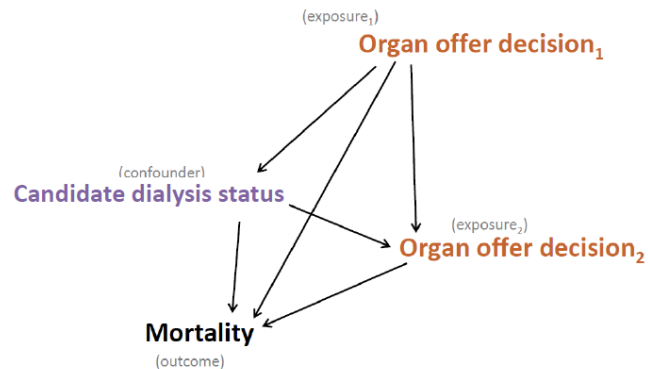 (exposure₁)
Organ offer decision₁
(confounder)
Candidate dialysis status
(exposure₂)
Organ offer decision₂
Mortality
(outcome)